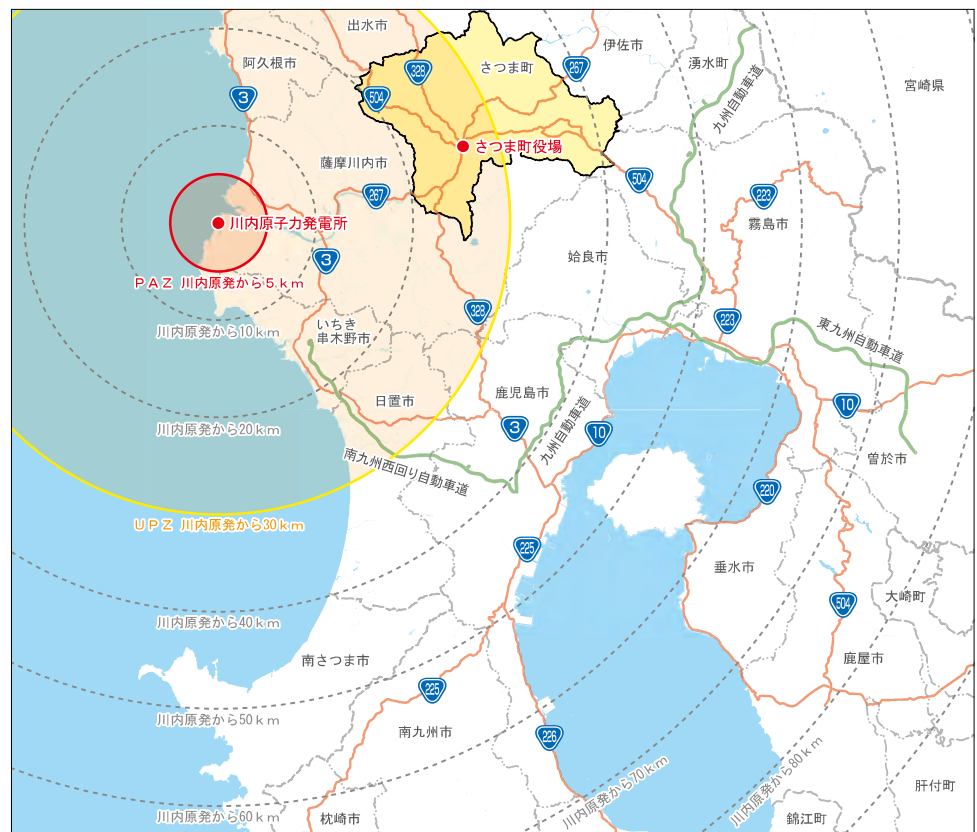 出水市
伊佐市
湧水町
宮崎県
阿久根市
さつま町
328
267
3
504
九州自動車道
さつま町役場
薩摩川内市
267
504
223
霧島市
川内原子力発電所
3
姶良市
PAZ 川内原発から5km
328
223
川内原発から10km
いちき
串木野市
東九州自動車道
日置市
鹿児島市
10
川内原発から20km
3
九州自動車道
10
南九州西回り自動車道
曽於市
220
UPZ 川内原発から30km
225
垂水市
大崎町
504
川内原発から40km
南さつま市
鹿屋市
225
川内原発から50km
南九州市
226
川内原発から70km
川内原発から80km
肝付町
川内原発から60km
枕崎市
錦江町